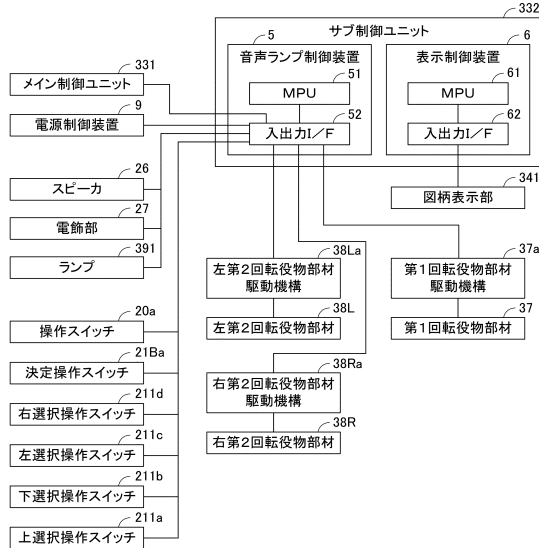 332
サブ制御ユニット
5
音声ランプ制御装置
51
MPU
52
入出力I／F
6
表示制御装置
61
MPU
62
入出力I／F
341
図柄表示部
331
メイン制御ユニット
9
電源制御装置
26
スピーカ
27
電飾部
391
ランプ
38La
左第2回転役物部材
駆動機構
38L
左第2回転役物部材
37a
第1回転役物部材
駆動機構
37
第1回転役物部材
38Ra
右第2回転役物部材
駆動機構
38R
右第2回転役物部材
20a
操作スイッチ
21Ba
決定操作スイッチ
211d
右選択操作スイッチ
211c
左選択操作スイッチ
211b
下選択操作スイッチ
211a
上選択操作スイッチ